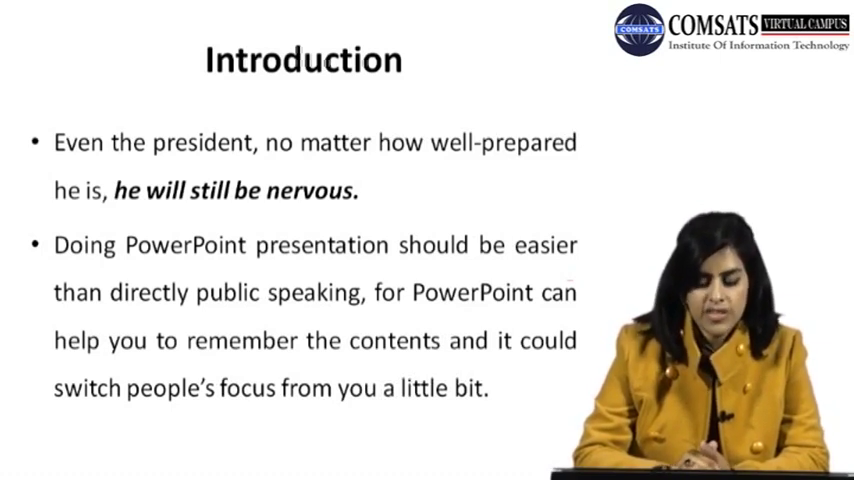 COMSATS VIRTUAL CAMPUS
COMSATS
Institute Of Information Technology
Introduction
• Even the president, no matter how well-prepared
he is, he will still be nervous.
• Doing PowerPoint presentation should be easier
than directly public speaking, for PowerPoint can
help you to remember the contents and it could
switch people's focus from you a little bit.